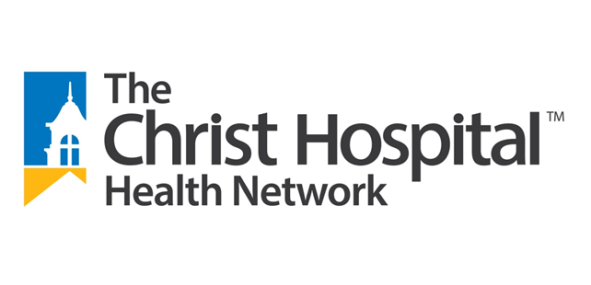 The
Christ Hospital™
Health Network